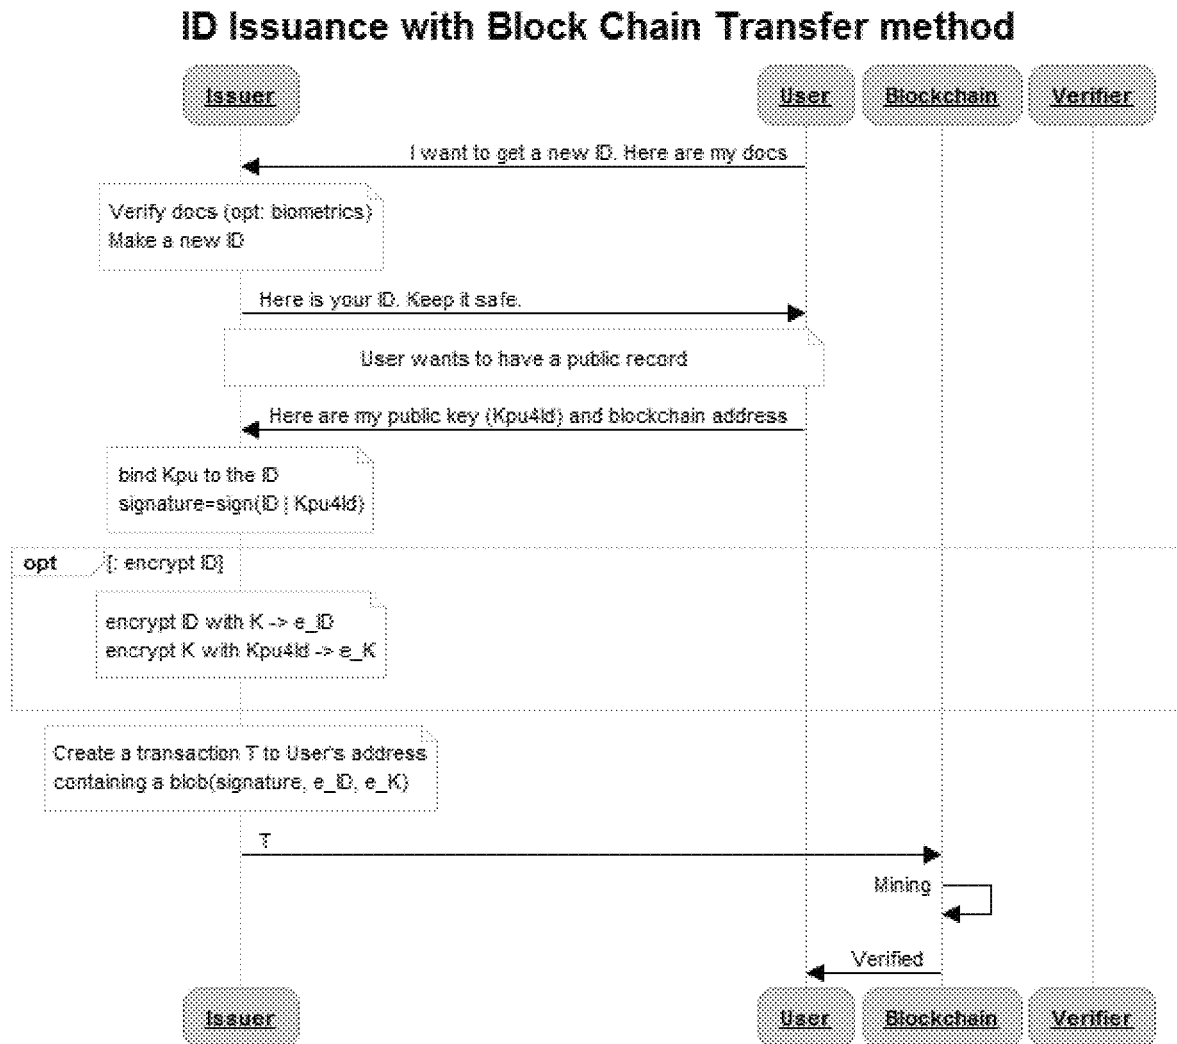 ID Issuance with Block Chain Transfer method
Issuer User Blockchain Verifier
I want to get a new ID. Here are my docs
Verify docs (opt: biometrics)
Make a new ID
Here is your ID. Keep it safe.
User wants to have a public record
Here are my public key (Kpu4Id) and blockchain address
bind Kpu to the ID
signature=sign(ID | Kpu4Id)
opt [: encrypt ID]
encrypt ID with K -> e_ID
encrypt K with Kpu4Id -> e_K
Create a transaction T to User's address
containing a blob(signature, e_ID, e_K)
T
Mining
Verified
Issuer User Blockchain Verifier